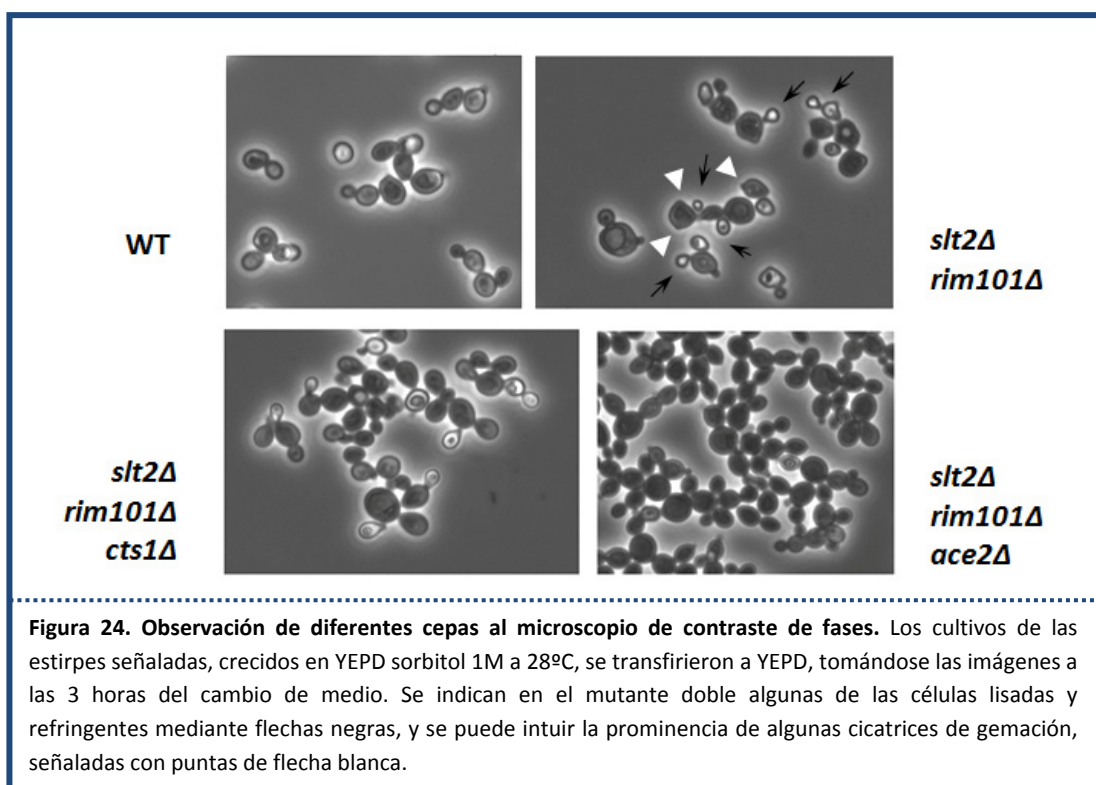 WT
slt2Δ
rim101Δ
slt2Δ
rim101Δ
cts1Δ
slt2Δ
rim101Δ
ace2Δ
Figura 24. Observación de diferentes cepas al microscopio de contraste de fases. Los cultivos de las
estirpes señaladas, crecidos en YEPD sorbitol 1M a 28ºC, se transfirieron a YEPD, tomándose las imágenes a
las 3 horas del cambio de medio. Se indican en el mutante doble algunas de las células lisadas y
refringentes mediante flechas negras, y se puede intuir la prominencia de algunas cicatrices de gemación,
señaladas con puntas de flecha blanca.